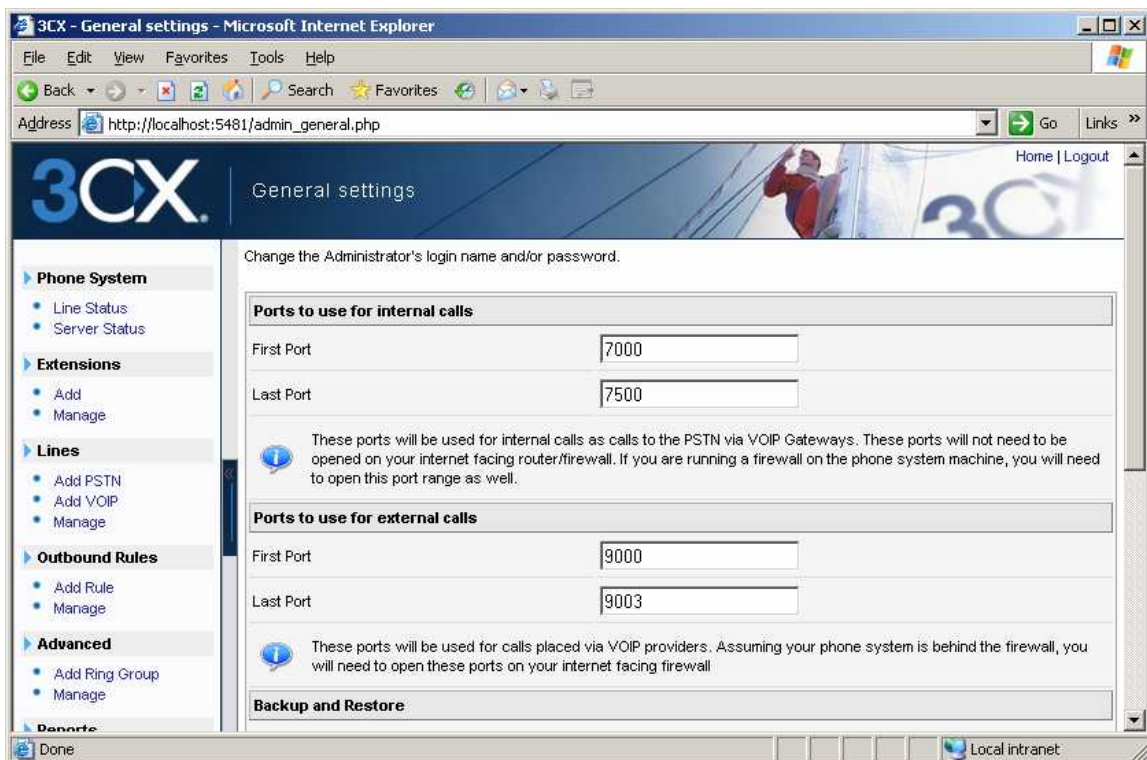 3CX - General settings - Microsoft Internet Explorer
File Edit View Favorites Tools Help
Back Search Favorites
Address http://localhost:5481/admin_general.php Go Links »
3CX.
General settings
Home | Logout
3C
Change the Administrator's login name and/or password.
Phone System
Line Status
Server Status
Extensions
Add
Manage
Lines
Add PSTN
Add VOIP
Manage
Outbound Rules
Add Rule
Manage
Advanced
Add Ring Group
Manage
Reports
Ports to use for internal calls
First Port 7000
Last Port 7500
These ports will be used for internal calls as calls to the PSTN via VOIP Gateways. These ports will not need to be
opened on your internet facing router/firewall. If you are running a firewall on the phone system machine, you will need
to open this port range as well.
Ports to use for external calls
First Port 9000
Last Port 9003
These ports will be used for calls placed via VOIP providers. Assuming your phone system is behind the firewall, you
will need to open these ports on your internet facing firewall
Backup and Restore
Done
Local intranet